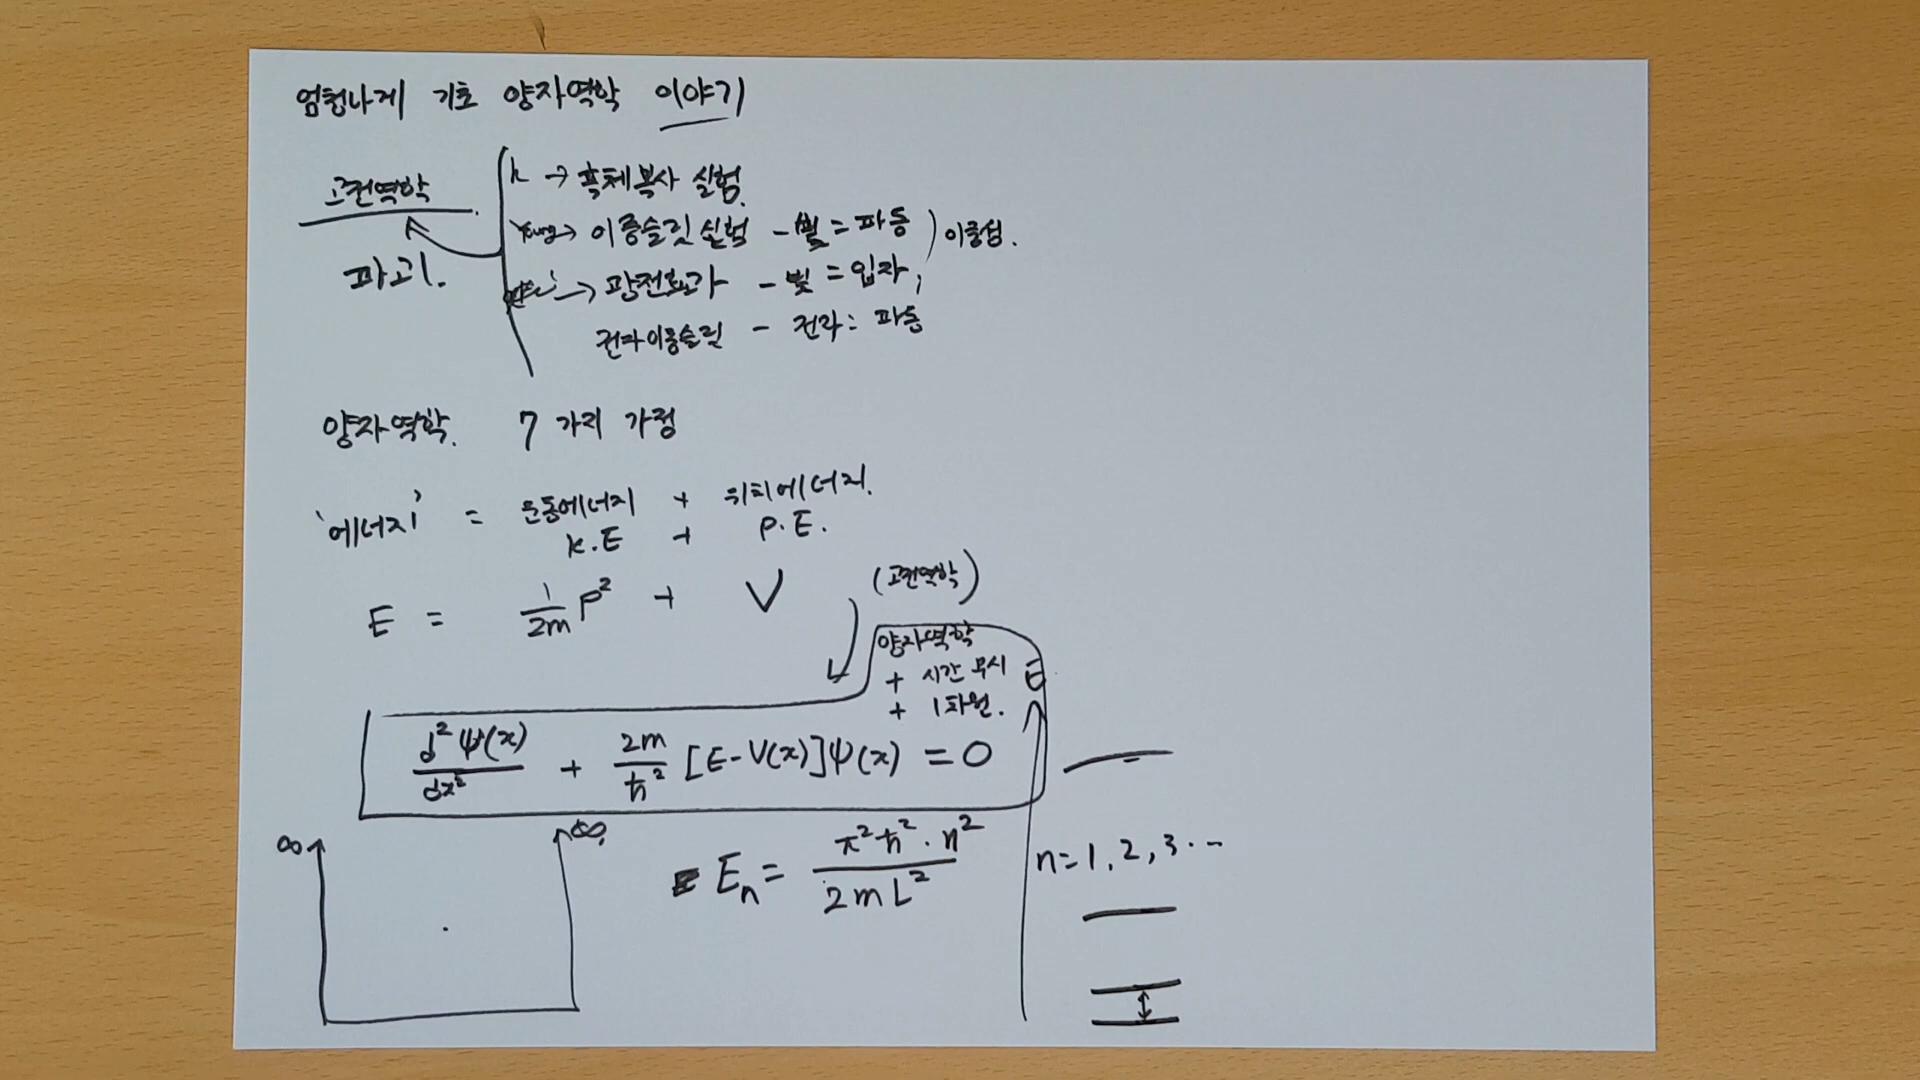 엄청나게 기초 양자역학 이야기
고전역학
파괴.
h → 흑체복사 실험.
Young → 이중슬릿실험 - 빛 = 파동
→ 광전효과 - 빛 = 입자,
이중성.
전자이중슬릿 - 전자 : 파동
양자역학. 7 가지 가정
'에너지' = 운동에너지 + 위치에너지.
K.E + P.E.
E = 1/2m P² + V
(고전역학)
양자역학
+ 시간 무시
+ 1차원.
d²ψ(x)/dx² + 2m/ħ² [E-V(x)]ψ(x) = 0
E
∞ ∞
Eₙ = π²ħ²·n²/2mL²
n=1,2,3...